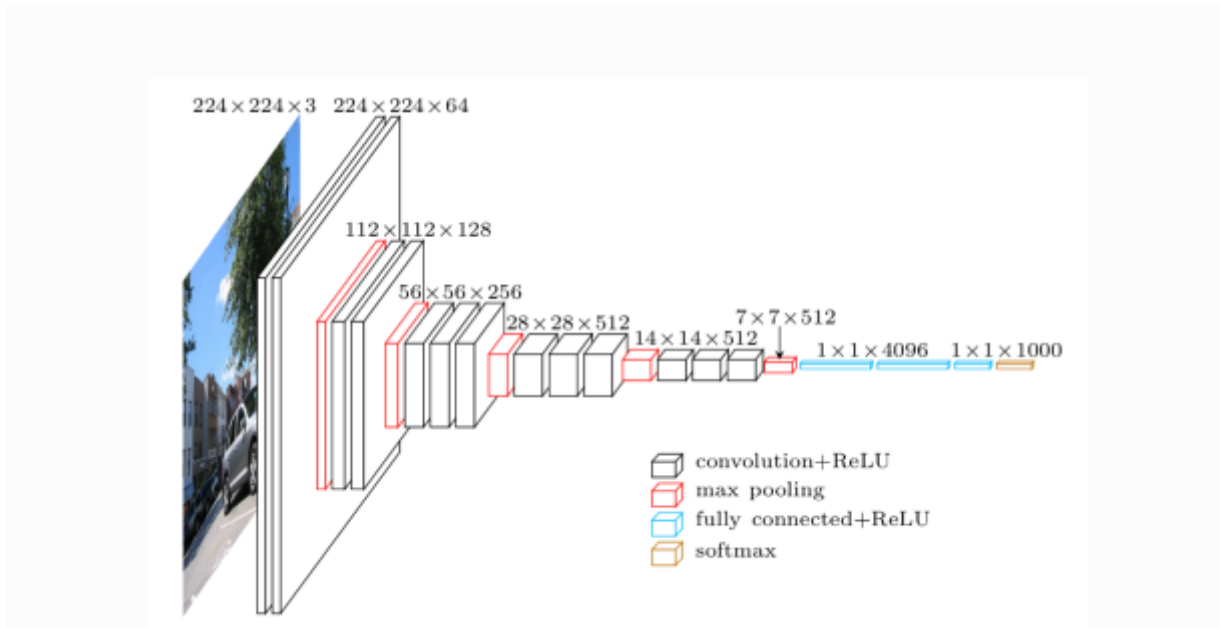 224×224×3
224×224×64
112×112×128
56×56×256
28×28×512
14×14×512
7×7×512
1×1×4096
1×1×1000
convolution+ReLU
max pooling
fully connected+ReLU
softmax